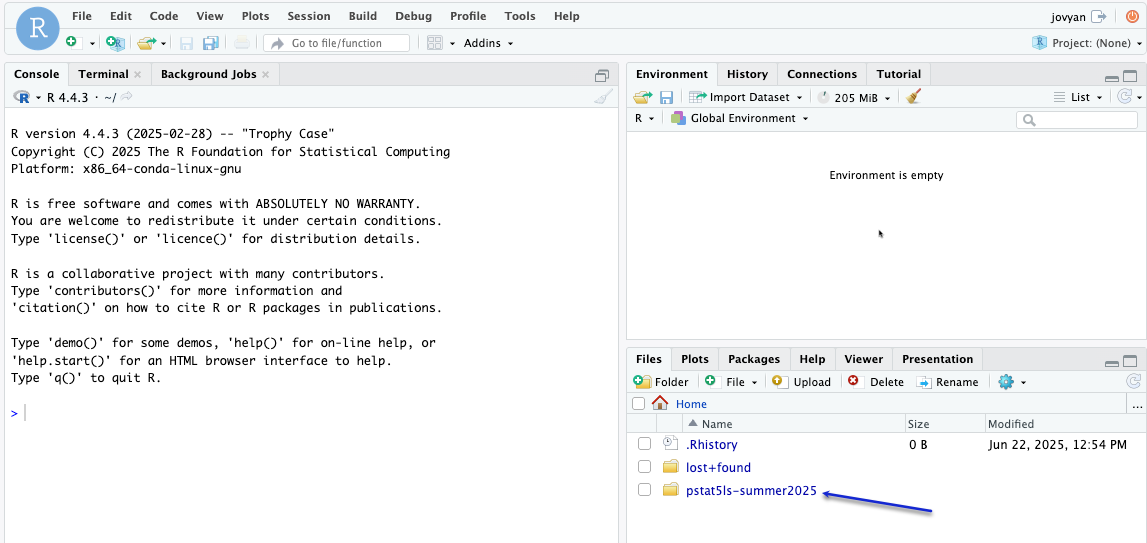 R
File Edit Code View Plots Session Build Debug Profile Tools Help
jovyan
Go to file/function
Addins
Project: (None)
Console Terminal Background Jobs
R 4.4.3 · ~/
R version 4.4.3 (2025-02-28) -- "Trophy Case"
Copyright (C) 2025 The R Foundation for Statistical Computing
Platform: x86_64-conda-linux-gnu
R is free software and comes with ABSOLUTELY NO WARRANTY.
You are welcome to redistribute it under certain conditions.
Type 'license()' or 'licence()' for distribution details.
R is a collaborative project with many contributors.
Type 'contributors()' for more information and
'citation()' on how to cite R or R packages in publications.
Type 'demo()' for some demos, 'help()' for on-line help, or
'help.start()' for an HTML browser interface to help.
Type 'q()' to quit R.
>
Environment History Connections Tutorial
Import Dataset 205 MiB List
R Global Environment
Environment is empty
Files Plots Packages Help Viewer Presentation
Folder File Upload Delete Rename
Home ...
Name Size Modified
.Rhistory 0 B Jun 22, 2025, 12:54 PM
lost+found
pstat5ls-summer2025